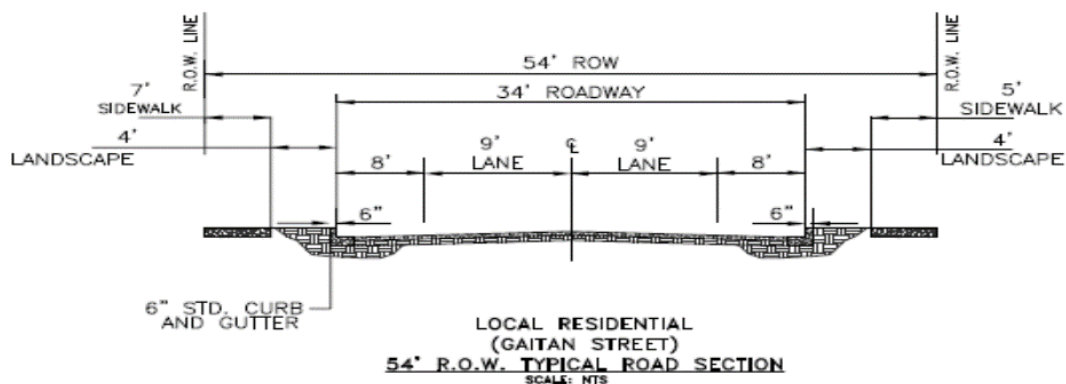 R.O.W. LINE
R.O.W. LINE
54' ROW
7'
SIDEWALK
34' ROADWAY
5'
SIDEWALK
4'
LANDSCAPE
8'
9'
LANE
℄
9'
LANE
8'
4'
LANDSCAPE
6"
6"
6" STD. CURB
AND GUTTER
LOCAL RESIDENTIAL
(GAITAN STREET)
54' R.O.W. TYPICAL ROAD SECTION
SCALE: NTS